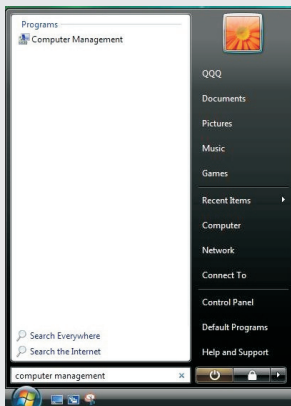 Programs
Computer Management
Search Everywhere
Search the Internet
computer management
QQQ
Documents
Pictures
Music
Games
Recent Items
Computer
Network
Connect To
Control Panel
Default Programs
Help and Support